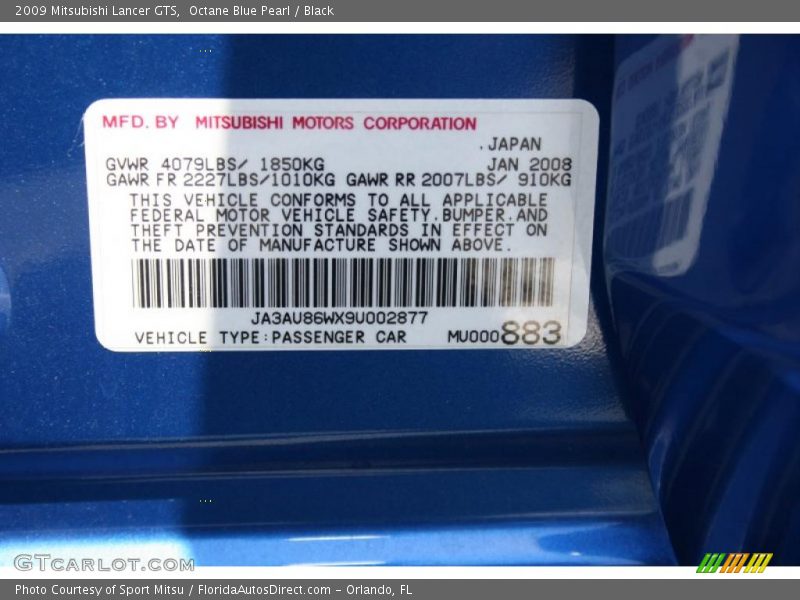 2009 Mitsubishi Lancer GTS, Octane Blue Pearl / Black
MFD. BY MITSUBISHI MOTORS CORPORATION
.JAPAN
GVWR 4079LBS/ 1850KG JAN 2008
GAWR FR 2227LBS/1010KG GAWR RR 2007LBS/ 910KG
THIS VEHICLE CONFORMS TO ALL APPLICABLE
FEDERAL MOTOR VEHICLE SAFETY.BUMPER.AND
THEFT PREVENTION STANDARDS IN EFFECT ON
THE DATE OF MANUFACTURE SHOWN ABOVE.
JA3AU86WX9U002877
VEHICLE TYPE:PASSENGER CAR MU000883
GTCARLOT.COM
Photo Courtesy of Sport Mitsu / FloridaAutosDirect.com - Orlando, FL